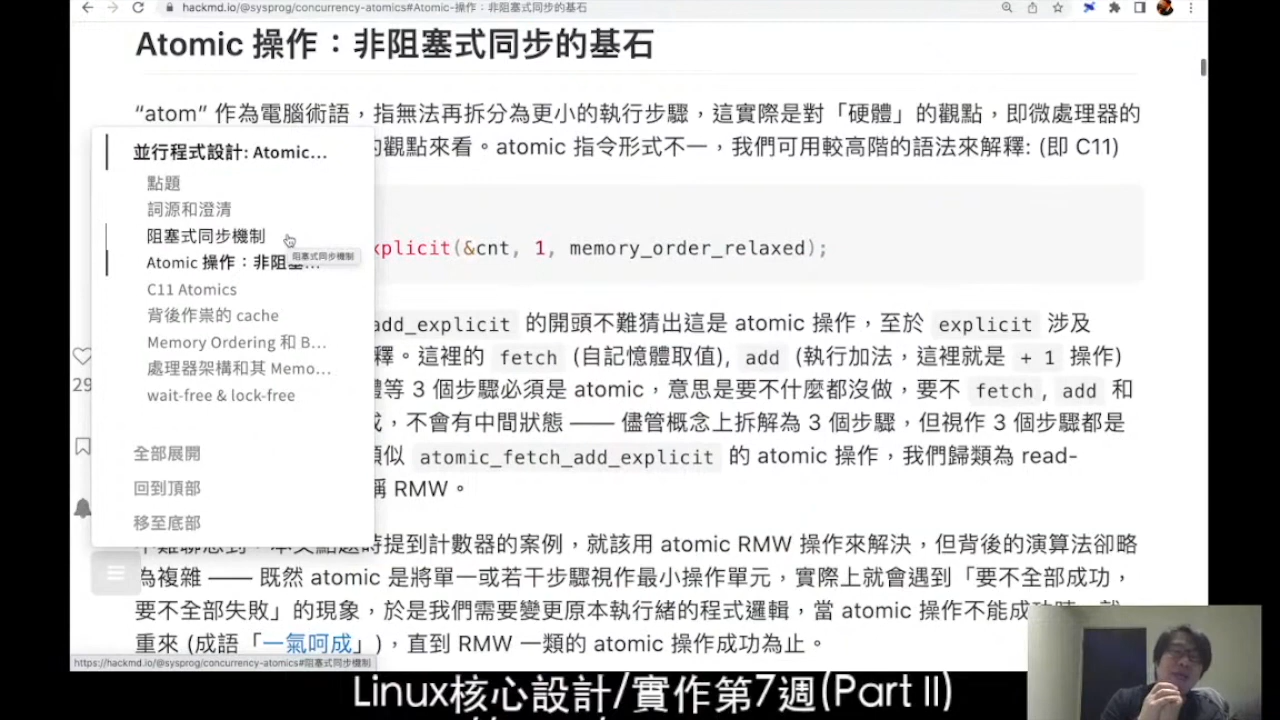 hackmd.io/@sysprog/concurrency-atomics#Atomic-操作：非阻塞式同步的基石
Atomic 操作：非阻塞式同步的基石
“atom” 作為電腦術語，指無法再拆分為更小的執行步驟，這實際是對「硬體」的觀點，即微處理器的
的觀點來看。atomic 指令形式不一，我們可用較高階的語法來解釋: (即 C11)
xplicit(&cnt, 1, memory_order_relaxed);
add_explicit 的開頭不難猜出這是 atomic 操作，至於 explicit 涉及
釋。這裡的 fetch (自記憶體取值), add (執行加法，這裡就是 + 1 操作)
體等 3 個步驟必須是 atomic，意思是要不什麼都沒做，要不 fetch, add 和
成，不會有中間狀態 —— 儘管概念上拆解為 3 個步驟，但視作 3 個步驟都是
類似 atomic_fetch_add_explicit 的 atomic 操作，我們歸類為 read-
稱 RMW。
時提到計數器的案例，就該用 atomic RMW 操作來解決，但背後的演算法卻略
為複雜 —— 既然 atomic 是將單一或若干步驟視作最小操作單元，實際上就會遇到「要不全部成功，
要不全部失敗」的現象，於是我們需要變更原本執行緒的程式邏輯，當 atomic 操作不能成功時，就
重來 (成語「一氣呵成」)，直到 RMW 一類的 atomic 操作成功為止。
並行程式設計: Atomic...
點題
詞源和澄清
阻塞式同步機制
阻塞式同步機制
Atomic 操作：非阻塞...
C11 Atomics
背後作祟的 cache
Memory Ordering 和 B...
處理器架構和其 Memo...
wait-free & lock-free
全部展開
回到頂部
移至底部
29
https://hackmd.io/@sysprog/concurrency-atomics#阻塞式同步機制
Linux核心設計/實作第7週(Part II)